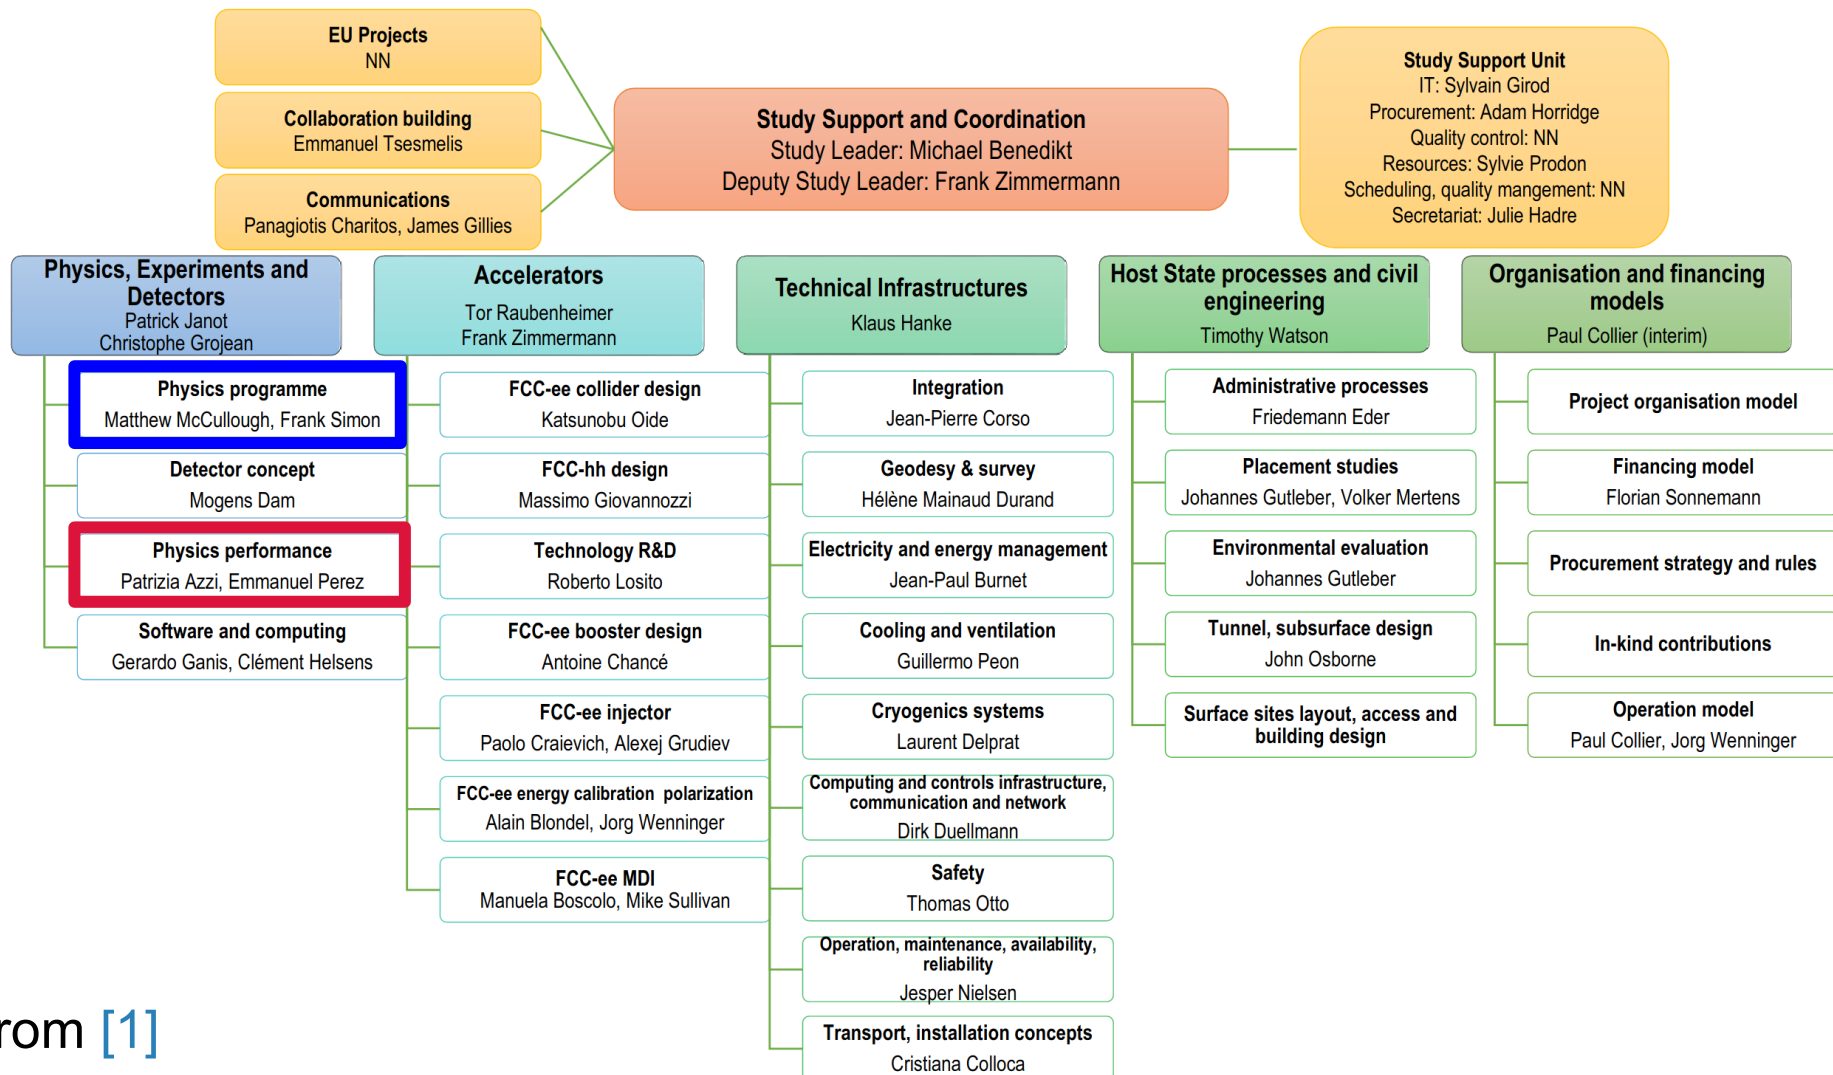 EU Projects
NN
Collaboration building
Emmanuel Tsesmelis
Communications
Panagiotis Charitos, James Gillies
Study Support and Coordination
Study Leader: Michael Benedikt
Deputy Study Leader: Frank Zimmermann
Study Support Unit
IT: Sylvain Girod
Procurement: Adam Horridge
Quality control: NN
Resources: Sylvie Prodon
Scheduling, quality mangement: NN
Secretariat: Julie Hadre
Physics, Experiments and
Detectors
Patrick Janot
Christophe Grojean
Physics programme
Matthew McCullough, Frank Simon
Detector concept
Mogens Dam
Physics performance
Patrizia Azzi, Emmanuel Perez
Software and computing
Gerardo Ganis, Clément Helsens
Accelerators
Tor Raubenheimer
Frank Zimmermann
FCC-ee collider design
Katsunobu Oide
FCC-hh design
Massimo Giovannozzi
Technology R&D
Roberto Losito
FCC-ee booster design
Antoine Chancé
FCC-ee injector
Paolo Craievich, Alexej Grudiev
FCC-ee energy calibration polarization
Alain Blondel, Jorg Wenninger
FCC-ee MDI
Manuela Boscolo, Mike Sullivan
Technical Infrastructures
Klaus Hanke
Integration
Jean-Pierre Corso
Geodesy & survey
Hélène Mainaud Durand
Electricity and energy management
Jean-Paul Burnet
Cooling and ventilation
Guillermo Peon
Cryogenics systems
Laurent Delprat
Computing and controls infrastructure,
communication and network
Dirk Duellmann
Safety
Thomas Otto
Operation, maintenance, availability,
reliability
Jesper Nielsen
Transport, installation concepts
Cristiana Colloca
Host State processes and civil
engineering
Timothy Watson
Administrative processes
Friedemann Eder
Placement studies
Johannes Gutleber, Volker Mertens
Environmental evaluation
Johannes Gutleber
Tunnel, subsurface design
John Osborne
Surface sites layout, access and
building design
Organisation and financing
models
Paul Collier (interim)
Project organisation model
Financing model
Florian Sonnemann
Procurement strategy and rules
In-kind contributions
Operation model
Paul Collier, Jorg Wenninger
rom [1]